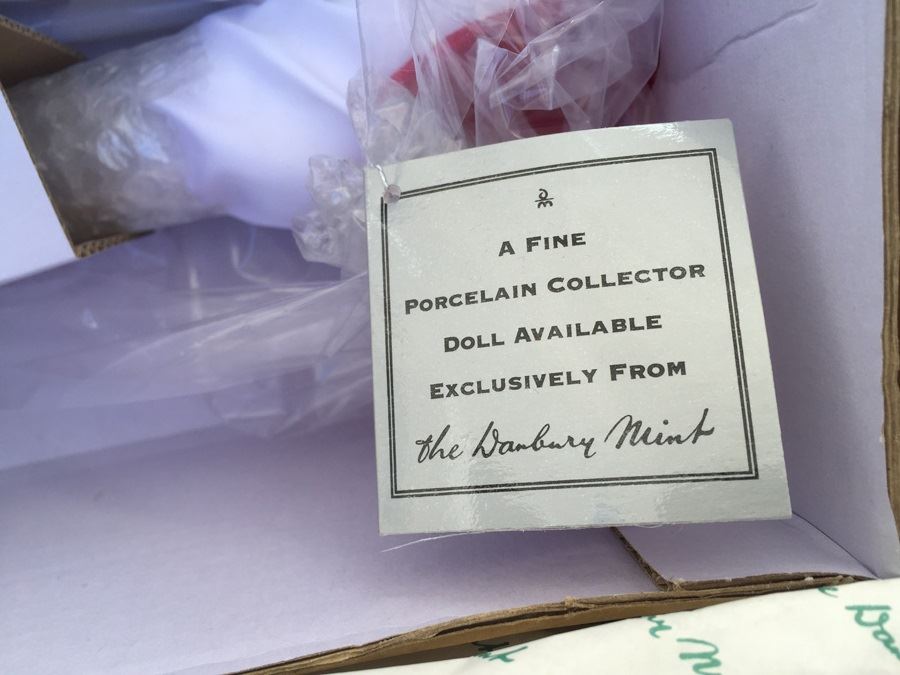 A FINE
PORCELAIN COLLECTOR
DOLL AVAILABLE
EXCLUSIVELY FROM
the Danbury Mint